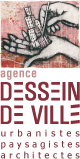 agence
DESSEIN
DE VILLE
urbanistes
paysagistes
architectes